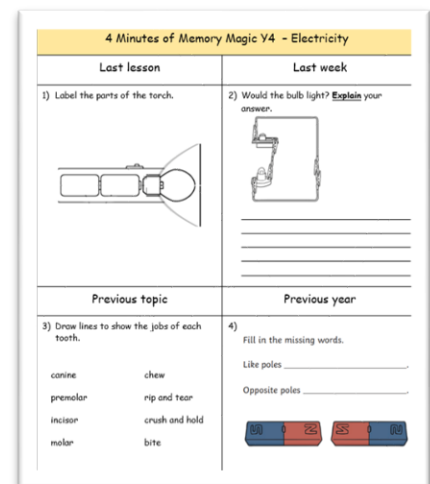 4 Minutes of Memory Magic Y4 – Electricity
Last lesson
Last week
1) Label the parts of the torch.
2) Would the bulb light? Explain your
answer.
Previous topic
Previous year
3) Draw lines to show the jobs of each
tooth.
canine chew
premolar rip and tear
incisor crush and hold
molar bite
4)
Fill in the missing words.
Like poles ____________________.
Opposite poles ____________________.
S N S N